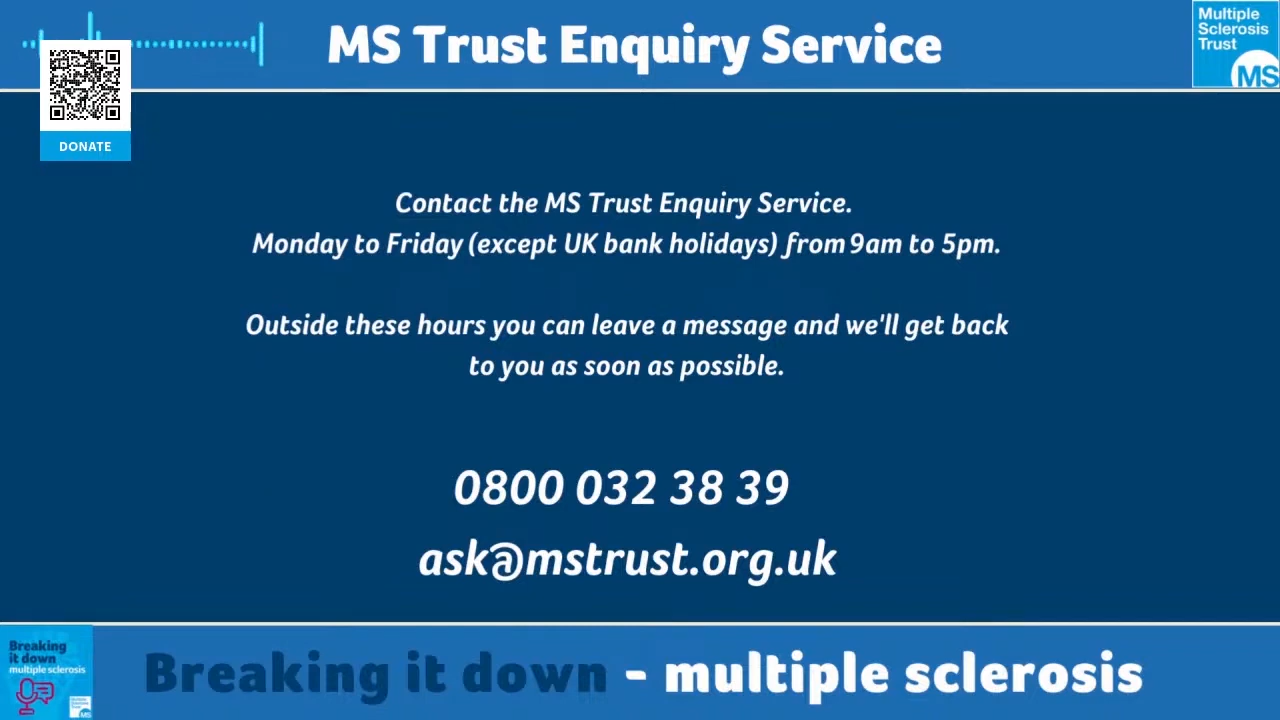 MS Trust Enquiry Service
Multiple
Sclerosis
Trust
MS
DONATE
Contact the MS Trust Enquiry Service.
Monday to Friday (except UK bank holidays) from 9am to 5pm.
Outside these hours you can leave a message and we'll get back
to you as soon as possible.
0800 032 38 39
ask@mstrust.org.uk
Breaking
it down
multiple sclerosis
MS
Breaking it down - multiple sclerosis